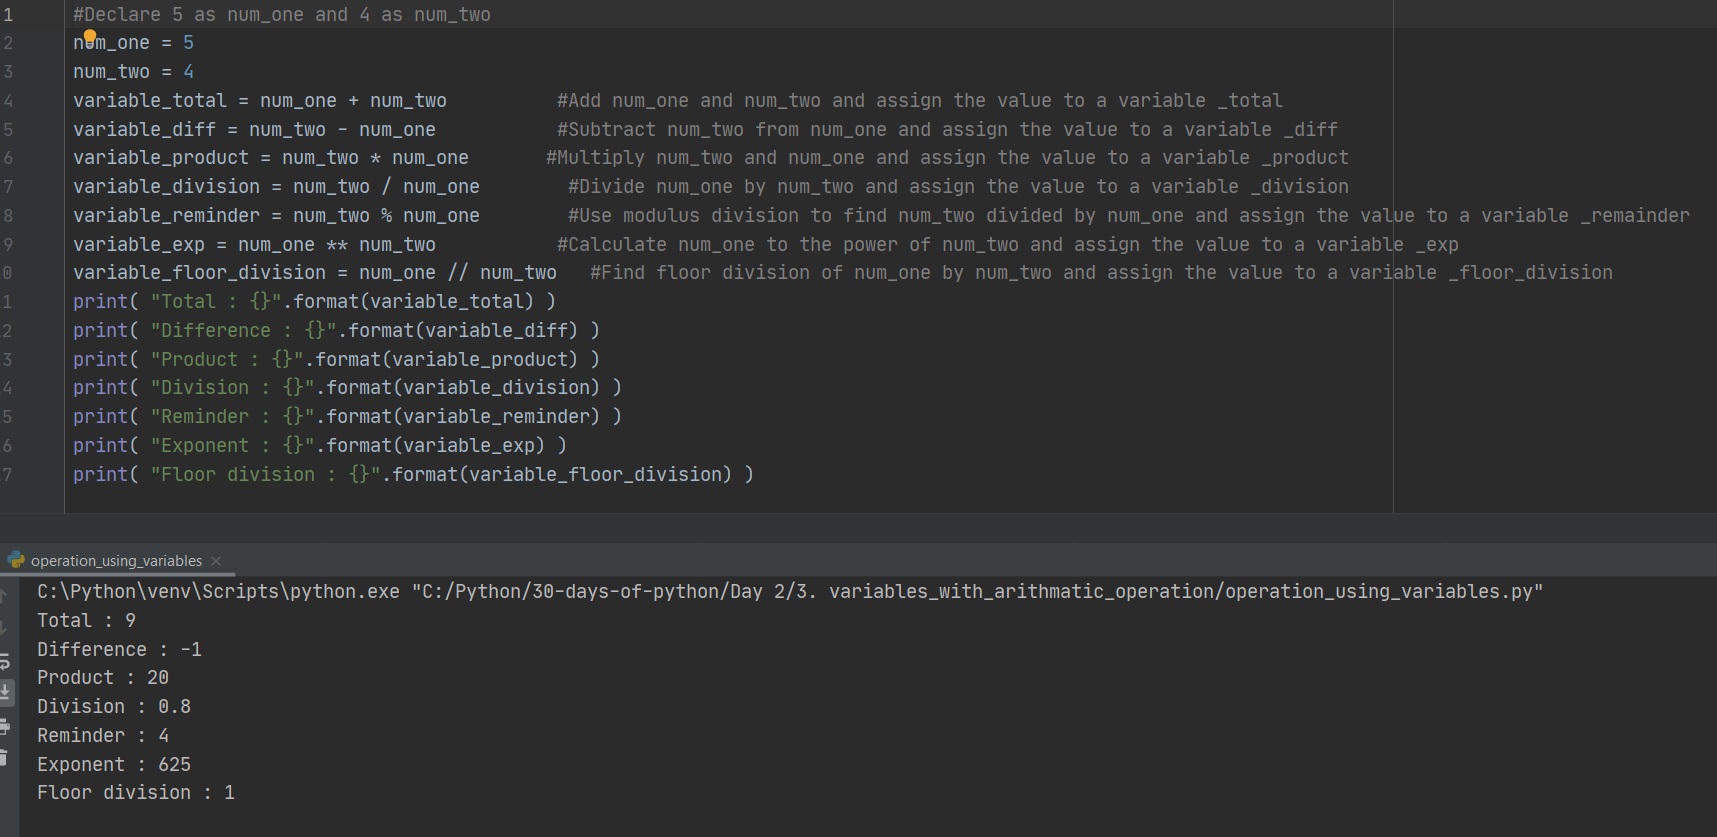 1 #Declare 5 as num_one and 4 as num_two
2 num_one = 5
3 num_two = 4
4 variable_total = num_one + num_two #Add num_one and num_two and assign the value to a variable _total
5 variable_diff = num_two - num_one #Subtract num_two from num_one and assign the value to a variable _diff
6 variable_product = num_two * num_one #Multiply num_two and num_one and assign the value to a variable _product
7 variable_division = num_two / num_one #Divide num_one by num_two and assign the value to a variable _division
8 variable_reminder = num_two % num_one #Use modulus division to find num_two divided by num_one and assign the value to a variable _remainder
9 variable_exp = num_one ** num_two #Calculate num_one to the power of num_two and assign the value to a variable _exp
0 variable_floor_division = num_one // num_two #Find floor division of num_one by num_two and assign the value to a variable _floor_division
1 print( "Total : {}".format(variable_total) )
2 print( "Difference : {}".format(variable_diff) )
3 print( "Product : {}".format(variable_product) )
4 print( "Division : {}".format(variable_division) )
5 print( "Reminder : {}".format(variable_reminder) )
6 print( "Exponent : {}".format(variable_exp) )
7 print( "Floor division : {}".format(variable_floor_division) )
operation_using_variables
C:\Python\venv\Scripts\python.exe "C:/Python/30-days-of-python/Day 2/3. variables_with_arithmatic_operation/operation_using_variables.py"
Total : 9
Difference : -1
Product : 20
Division : 0.8
Reminder : 4
Exponent : 625
Floor division : 1